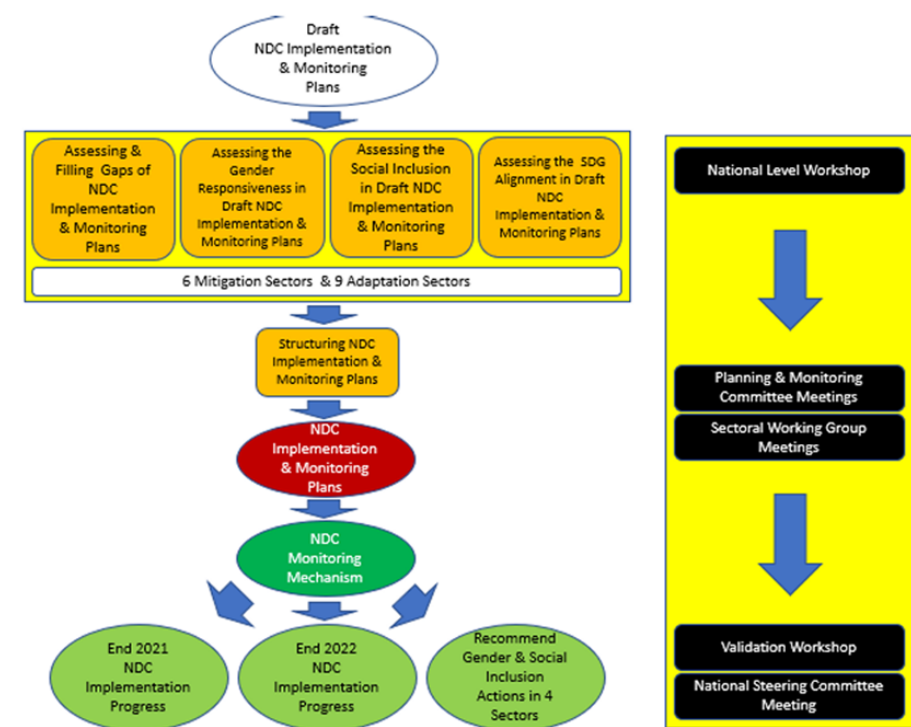 Draft
NDC Implementation
& Monitoring
Plans
Assessing &
Filling Gaps of
NDC
Implementation
& Monitoring
Plans
Assessing the
Gender
Responsiveness in
Draft NDC
Implementation &
Monitoring Plans
Assessing the
Social Inclusion
in Draft NDC
Implementation
& Monitoring
Plans
Assessing the SDG
Alignment in Draft
NDC
Implementation &
Monitoring Plans
6 Mitigation Sectors & 9 Adaptation Sectors
Structuring NDC
Implementation &
Monitoring Plans
NDC
Implementation
& Monitoring
Plans
NDC
Monitoring
Mechanism
End 2021
NDC
Implementation
Progress
End 2022
NDC
Implementation
Progress
Recommend
Gender & Social
Inclusion
Actions in 4
Sectors
National Level Workshop
Planning & Monitoring
Committee Meetings
Sectoral Working Group
Meetings
Validation Workshop
National Steering Committee
Meeting